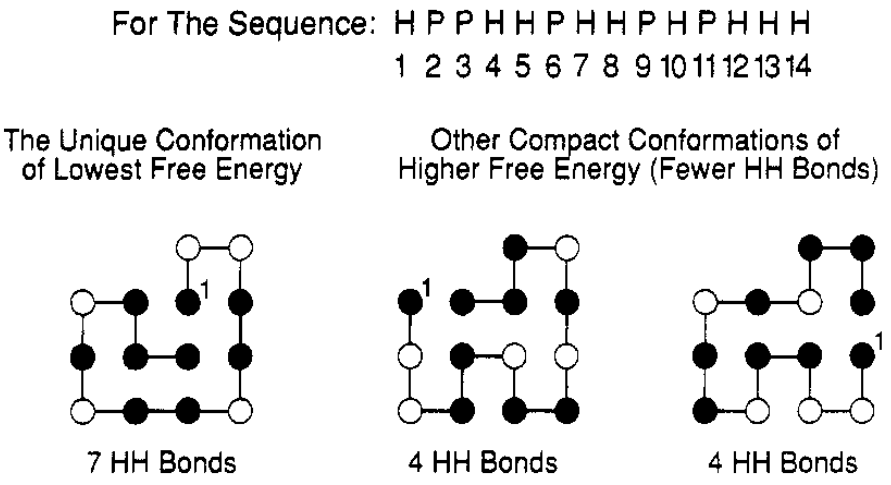 For The Sequence: H P P H H P H H P H P H H H
1 2 3 4 5 6 7 8 9 10 11 12 13 14
The Unique Conformation
of Lowest Free Energy
Other Compact Conformations of
Higher Free Energy (Fewer HH Bonds)
1
1
1
7 HH Bonds
4 HH Bonds
4 HH Bonds